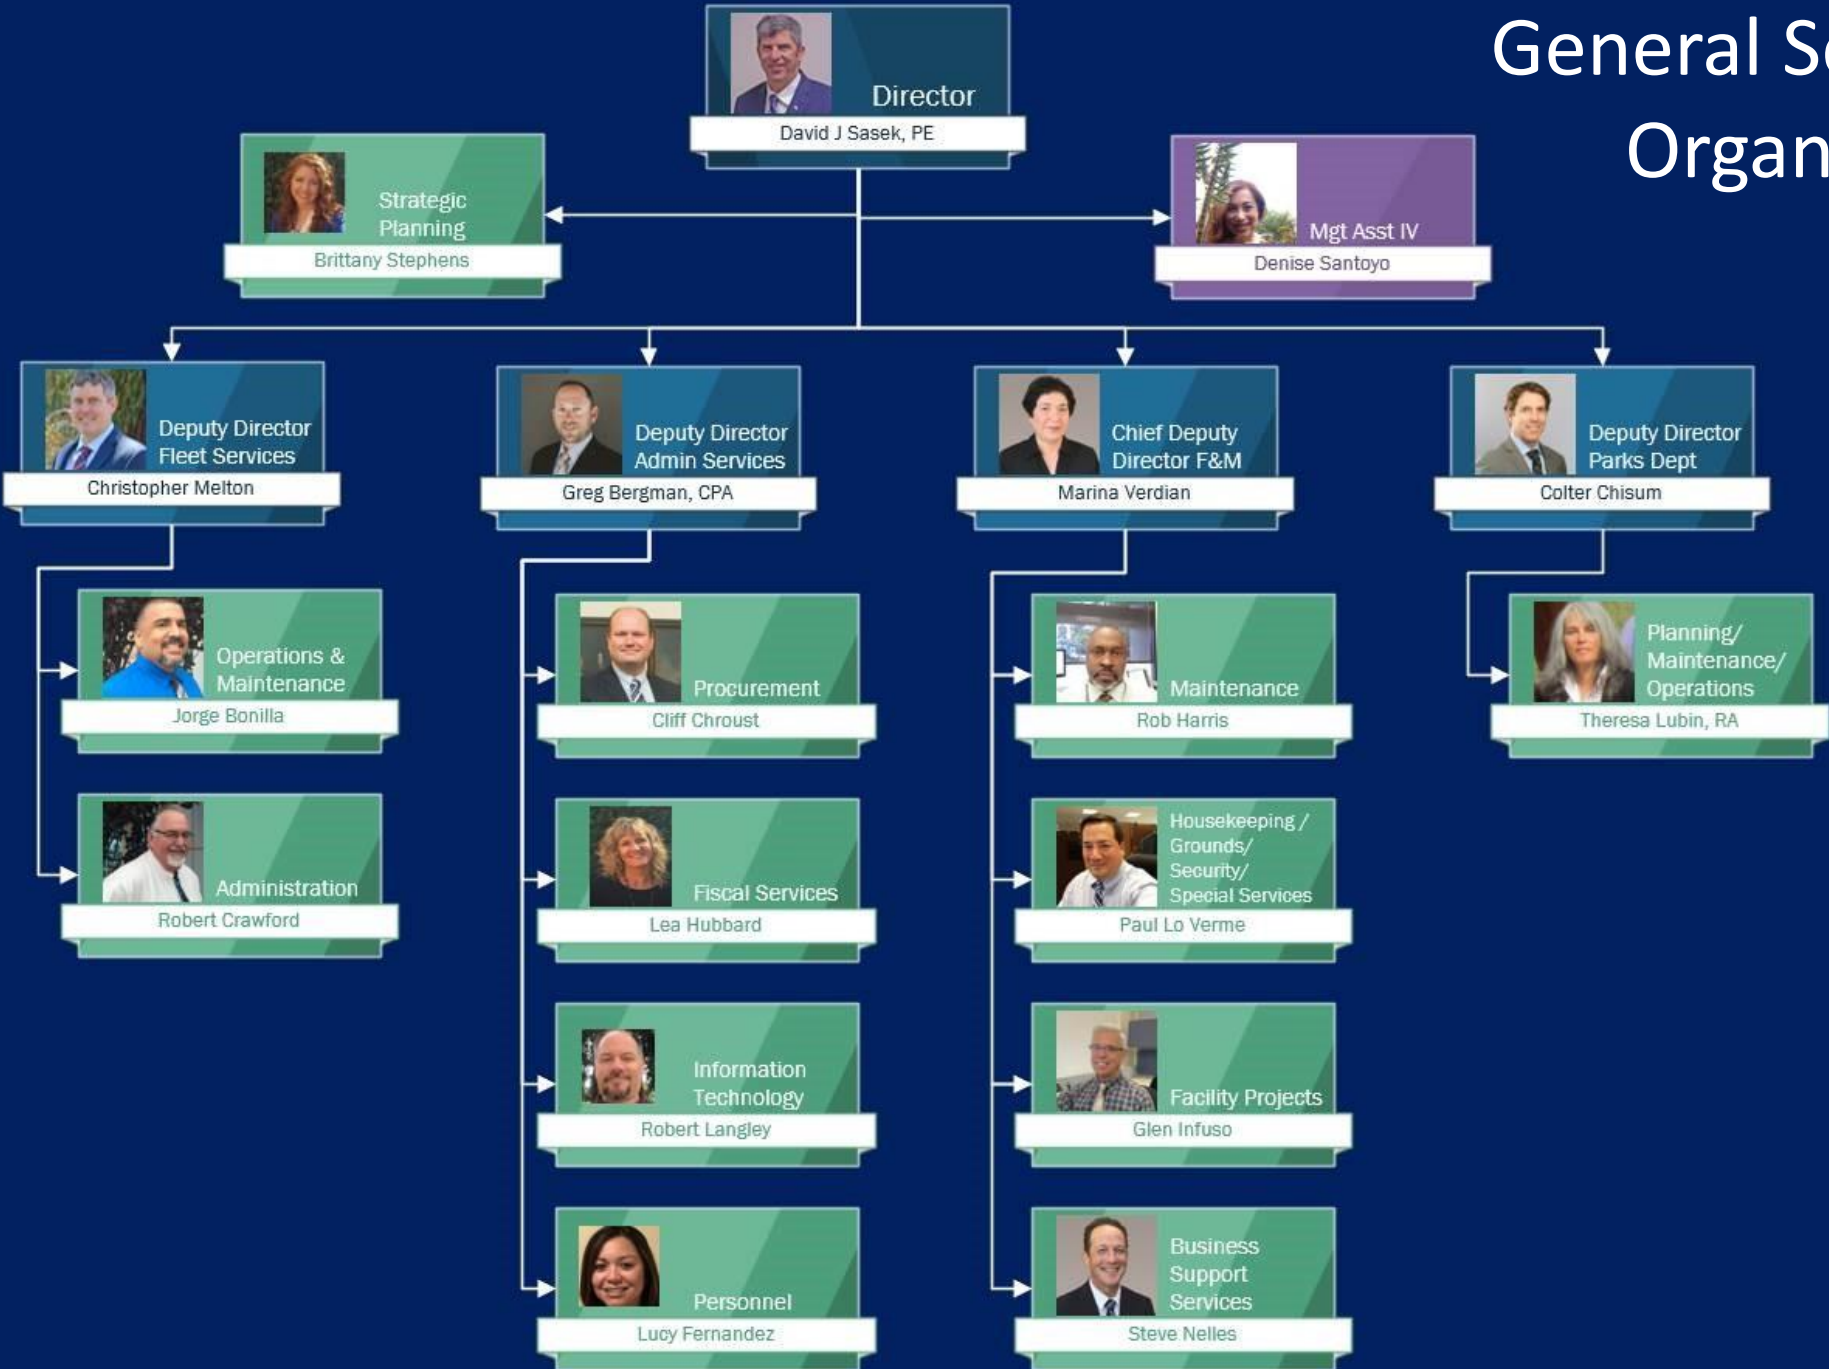 General S
Organ
Director
David J Sasek, PE
Strategic
Planning
Brittany Stephens
Mgt Asst IV
Denise Santoyo
Deputy Director
Fleet Services
Christopher Melton
Deputy Director
Admin Services
Greg Bergman, CPA
Chief Deputy
Director F&M
Marina Verdian
Deputy Director
Parks Dept
Colter Chisum
Operations &
Maintenance
Jorge Bonilla
Administration
Robert Crawford
Procurement
Cliff Chroust
Fiscal Services
Lea Hubbard
Information
Technology
Robert Langley
Personnel
Lucy Fernandez
Maintenance
Rob Harris
Housekeeping /
Grounds/
Security/
Special Services
Paul Lo Verme
Facility Projects
Glen Infuso
Business
Support
Services
Steve Nelles
Planning/
Maintenance/
Operations
Theresa Lubin, RA